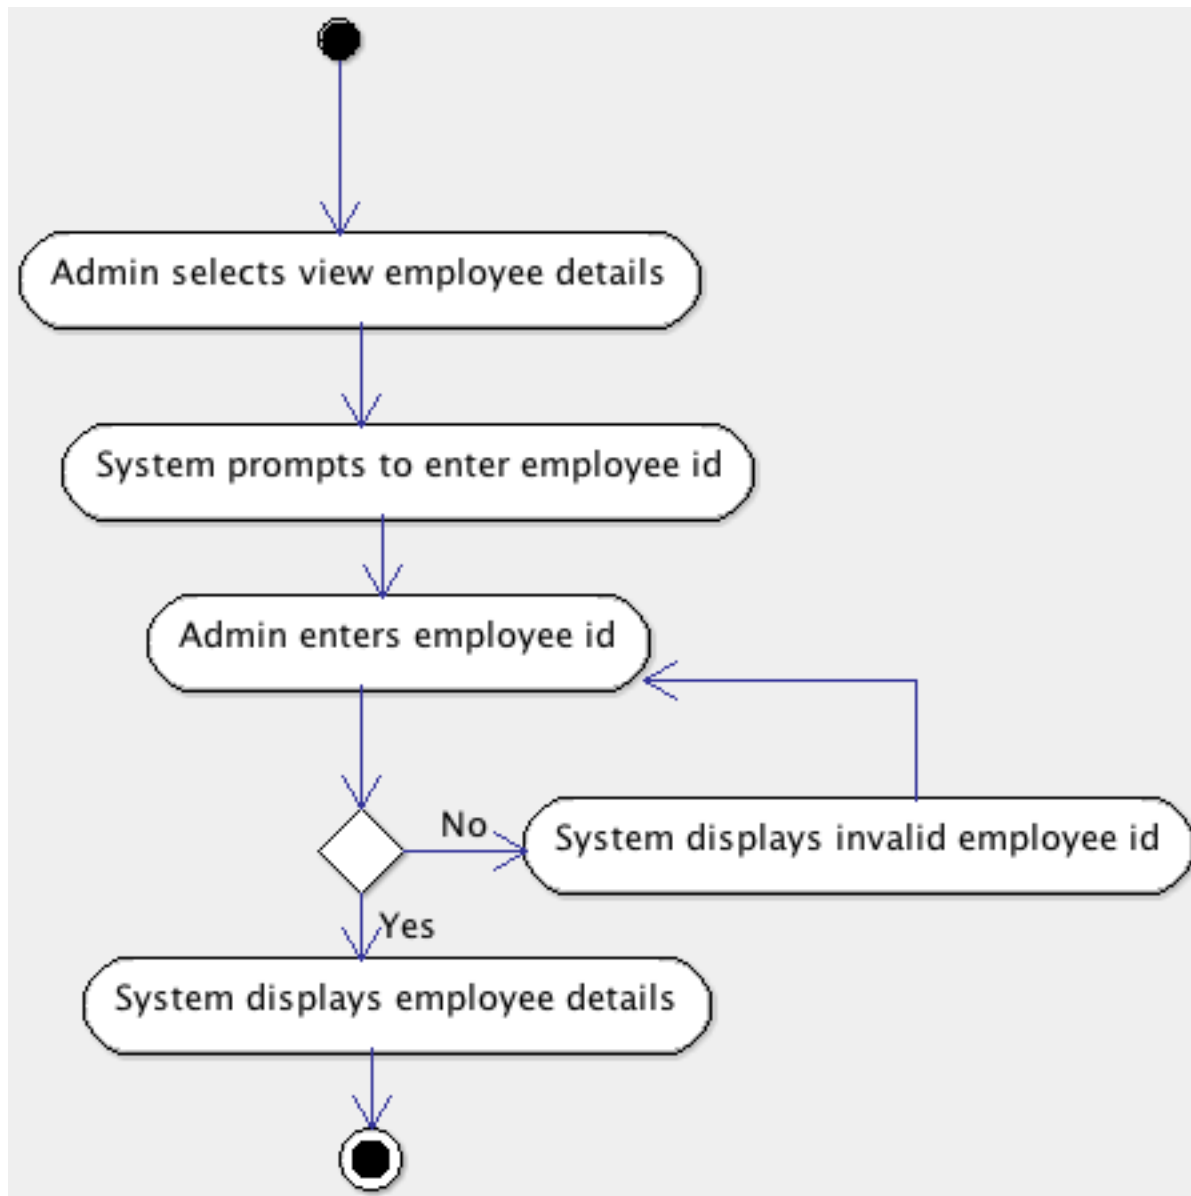 Admin selects view employee details
System prompts to enter employee id
Admin enters employee id
No
System displays invalid employee id
Yes
System displays employee details